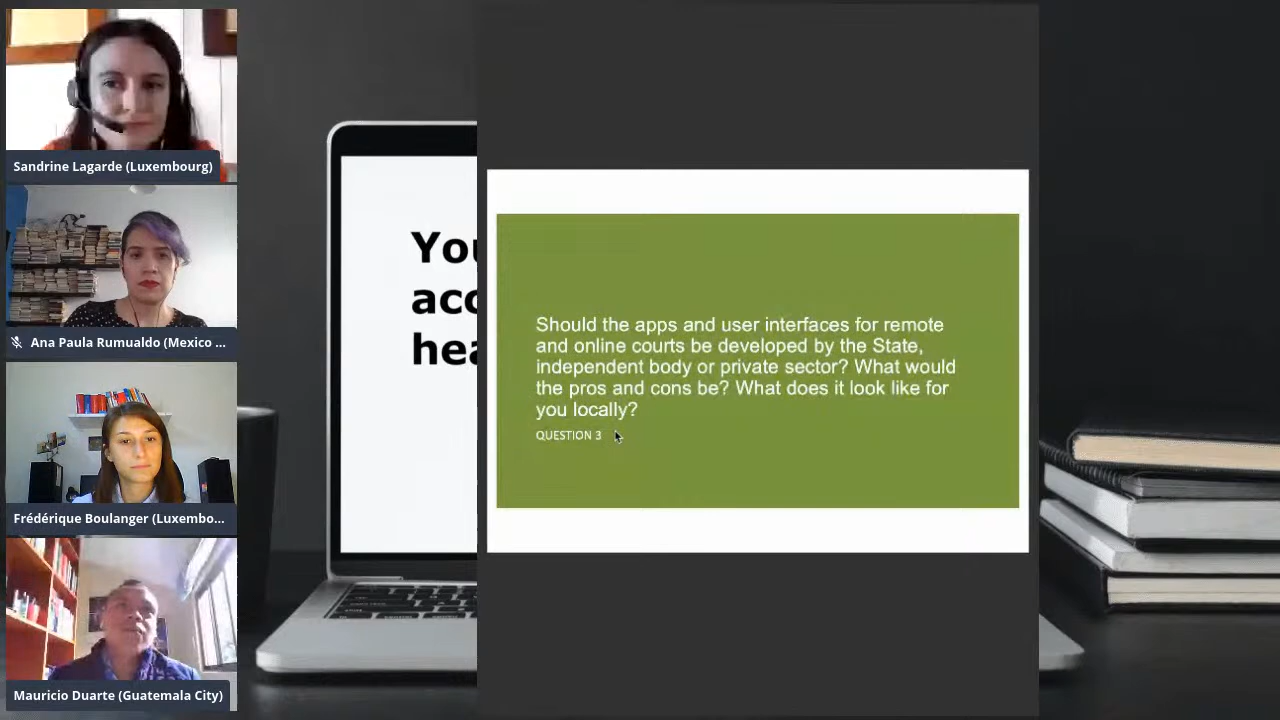 Sandrine Lagarde (Luxembourg)
Ana Paula Rumualdo (Mexico ...
Frédérique Boulanger (Luxembo...
Mauricio Duarte (Guatemala City)
You
acc
hea
Should the apps and user interfaces for remote
and online courts be developed by the State,
independent body or private sector? What would
the pros and cons be? What does it look like for
you locally?
QUESTION 3